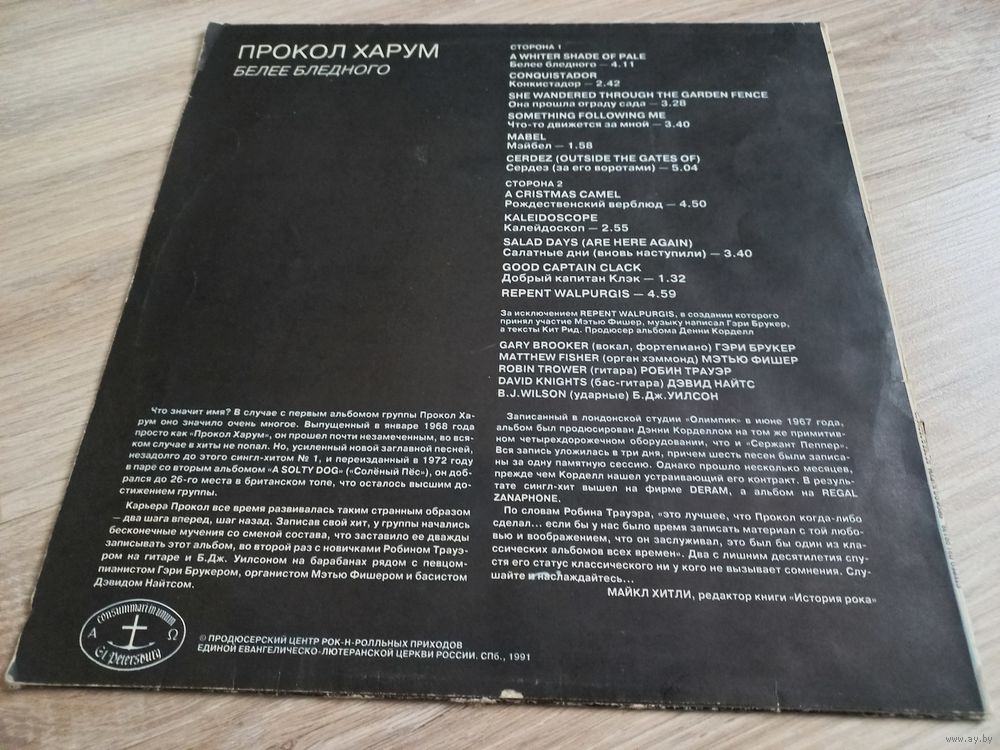 ПРОКОЛ ХАРУМ
БЕЛЕЕ БЛЕДНОГО
СТОРОНА 1
A WHITER SHADE OF PALE
Белее бледного — 4.11
CONQUISTADOR
Конкистадор — 2.42
SHE WANDERED THROUGH THE GARDEN FENCE
Она прошла ограду сада — 3.28
SOMETHING FOLLOWING ME
Что-то движется за мной — 3.40
MABEL
Мэйбел — 1.58
CERDEZ (OUTSIDE THE GATES OF)
Сердез (за его воротами) — 5.04
СТОРОНА 2
A CRISTMAS CAMEL
Рождественский верблюд — 4.50
KALEIDOSCOPE
Калейдоскоп — 2.55
SALAD DAYS (ARE HERE AGAIN)
Салатные дни (вновь наступили) — 3.40
GOOD CAPTAIN CLACK
Добрый капитан Клэк — 1.32
REPENT WALPURGIS — 4.59
За исключением REPENT WALPURGIS, в создании которого
принял участие Мэтью Фишер, музыку написал Гэри Брукер,
а тексты Кит Рид. Продюсер альбома Денни Корделл
GARY BROOKER (вокал, фортепиано) ГЭРИ БРУКЕР
MATTHEW FISHER (орган хэммонд) МЭТЬЮ ФИШЕР
ROBIN TROWER (гитара) РОБИН ТРАУЭР
DAVID KNIGHTS (бас-гитара) ДЭВИД НАЙТС
B.J.WILSON (ударные) Б.Дж.УИЛСОН
Что значит имя? В случае с первым альбомом группы Прокол Ха-
рум оно значило очень многое. Выпущенный в январе 1968 года
просто как «Прокол Харум», он прошел почти незамеченным, во вся-
ком случае в хиты не попал. Но, усиленный новой заглавной песней,
незадолго до этого сингл-хитом № 1, и переизданный в 1972 году
в паре со вторым альбомом «A SOLTY DOG» («Солёный Пёс»), он доб-
рался до 26-го места в британском топе, что осталось высшим до-
стижением группы.
Карьера Прокол все время развивалась таким странным образом
— два шага вперед, шаг назад. Записав свой хит, у группы начались
бесконечные мучения со сменой состава, что заставило ее дважды
записывать этот альбом, во второй раз с новичками Робином Трауэ-
ром на гитаре и Б.Дж. Уилсоном на барабанах рядом с певцом-
пианистом Гэри Брукером, органистом Мэтью Фишером и басистом
Дэвидом Найтсом.
Записанный в лондонской студии «Олимпик» в июне 1967 года,
альбом был продюсирован Дэнни Корделлом на том же примитив-
ном четырехдорожечном оборудовании, что и «Сержант Пеппер».
Вся запись уложилась в три дня, причем шесть песен были записа-
ны за одну памятную сессию. Однако прошло несколько месяцев,
прежде чем Корделл нашел устраивающий его контракт. В резуль-
тате сингл-хит вышел на фирме DERAM, а альбом на REGAL
ZANAPHONE.
По словам Робина Трауэра, «это лучшее, что Прокол когда-либо
сделал... если бы у нас было время записать материал с той любо-
вью и воображением, что он заслуживал, это был бы один из кла-
ссических альбомов всех времен». Два с лишним десятилетия спу-
стя его статус классического ни у кого не вызывает сомнения. Слу-
шайте и наслаждайтесь...
МАЙКЛ ХИТЛИ, редактор книги «История рока»
consummari in unum
Α Ω
St Petersburg
© ПРОДЮСЕРСКИЙ ЦЕНТР РОК-Н-РОЛЛЬНЫХ ПРИХОДОВ
ЕДИНОЙ ЕВАНГЕЛИЧЕСКО-ЛЮТЕРАНСКОЙ ЦЕРКВИ РОССИИ. СПб., 1991
www.ay.by